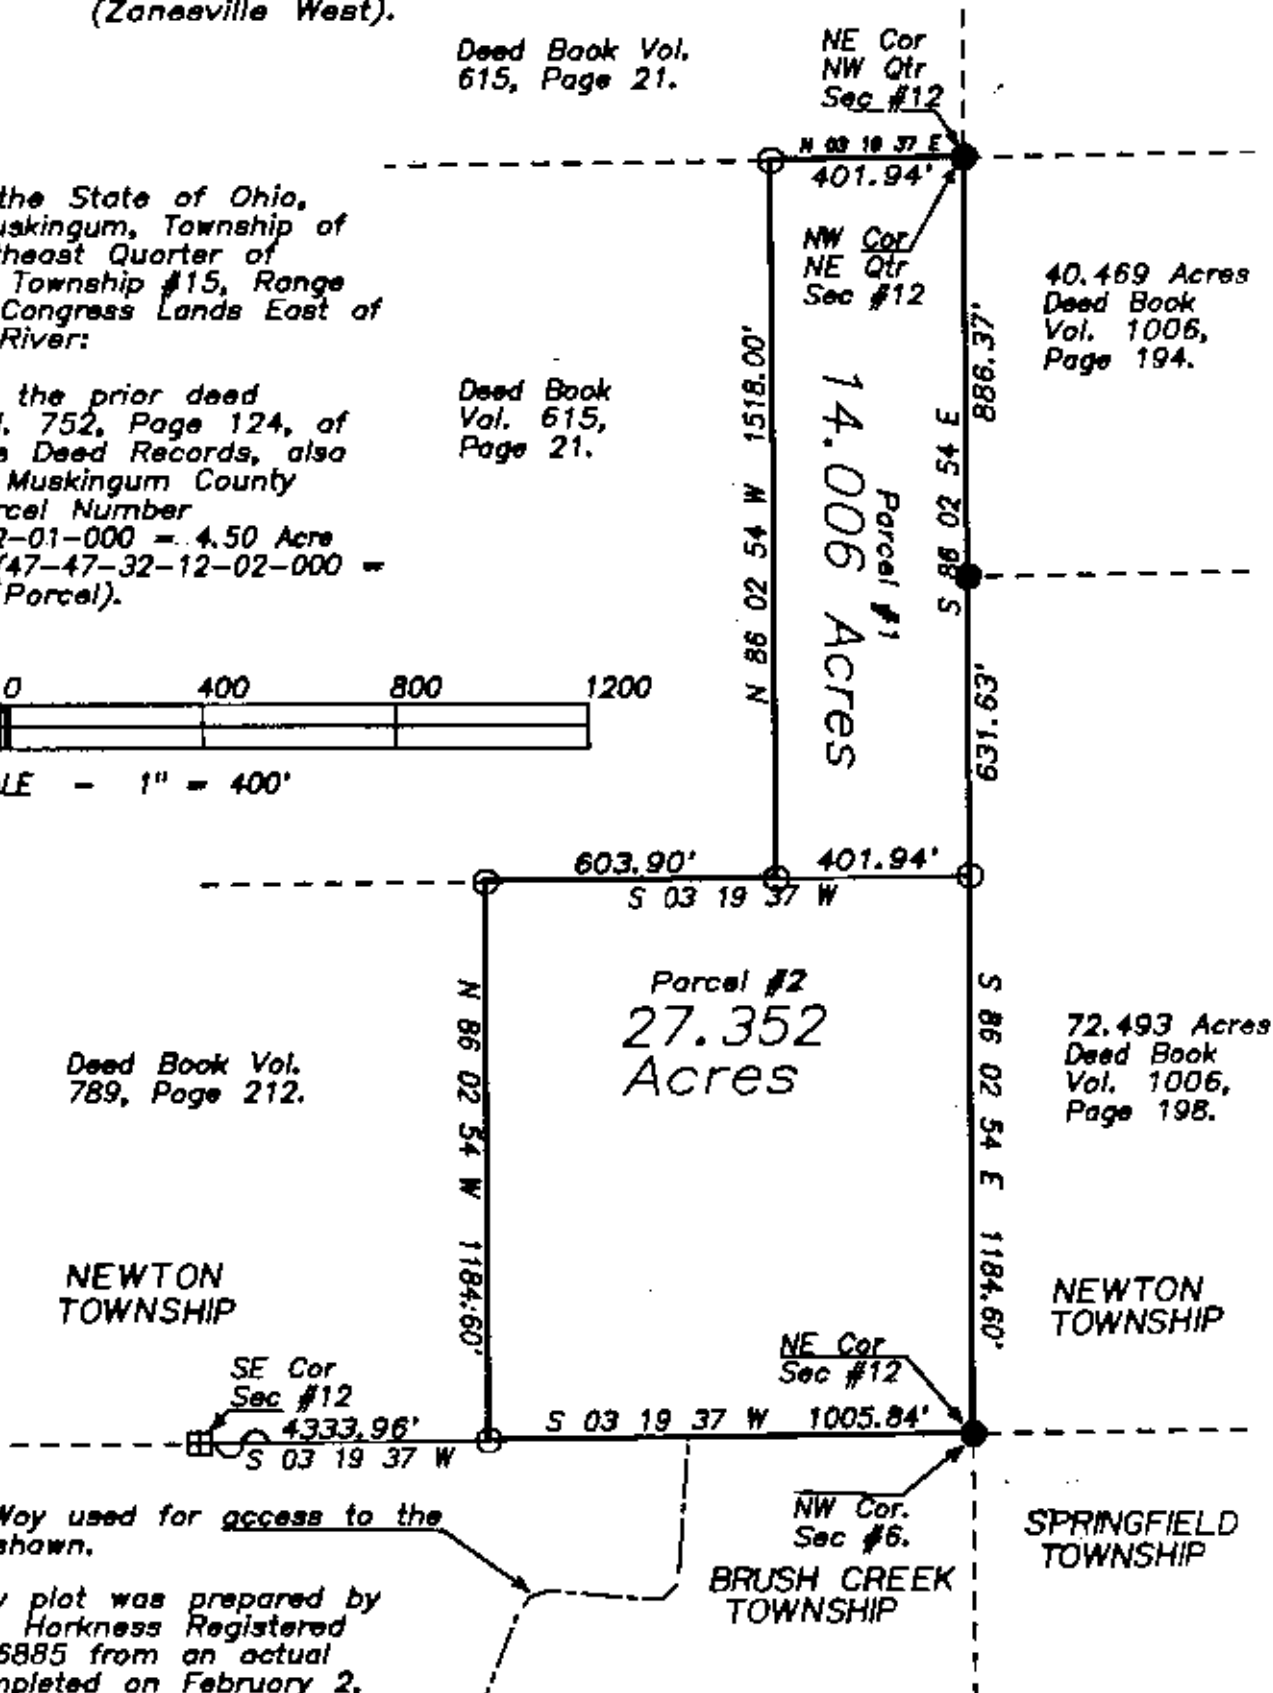 (Zanesville West).
Deed Book Vol.
615, Page 21.
NE Cor
NW Qtr
Sec #12
N 03 19 37 E
401.94'
NW Cor
NE Qtr
Sec #12
the State of Ohio,
uskingum, Township of
theast Quarter of
Township #15, Range
Congress Lands East of
River:
the prior deed
l. 752, Page 124, of
e Deed Records, also
Muskingum County
rcel Number
2-01-000 = 4.50 Acre
(47-47-32-12-02-000 =
Parcel).
Deed Book
Vol. 615,
Page 21.
40.469 Acres
Deed Book
Vol. 1006,
Page 194.
N 86 02 54 W 1518.00'
Parcel #1
14.006 Acres
S 86 02 54 E
886.37'
631.63'
0 400 800 1200
LE - 1" = 400'
603.90'
401.94'
S 03 19 37 W
Parcel #2
27.352
Acres
N 86 02 54 W 1184.60'
S 86 02 54 E 1184.60'
Deed Book Vol.
789, Page 212.
72.493 Acres
Deed Book
Vol. 1006,
Page 198.
NEWTON
TOWNSHIP
NEWTON
TOWNSHIP
SE Cor
Sec #12
4333.96'
S 03 19 37 W
S 03 19 37 W 1005.84'
NE Cor
Sec #12
NW Cor.
Sec #6.
Way used for access to the
shown.
BRUSH CREEK
TOWNSHIP
SPRINGFIELD
TOWNSHIP
y plat was prepared by
Harkness Registered
6885 from an actual
mpleted on February 2,